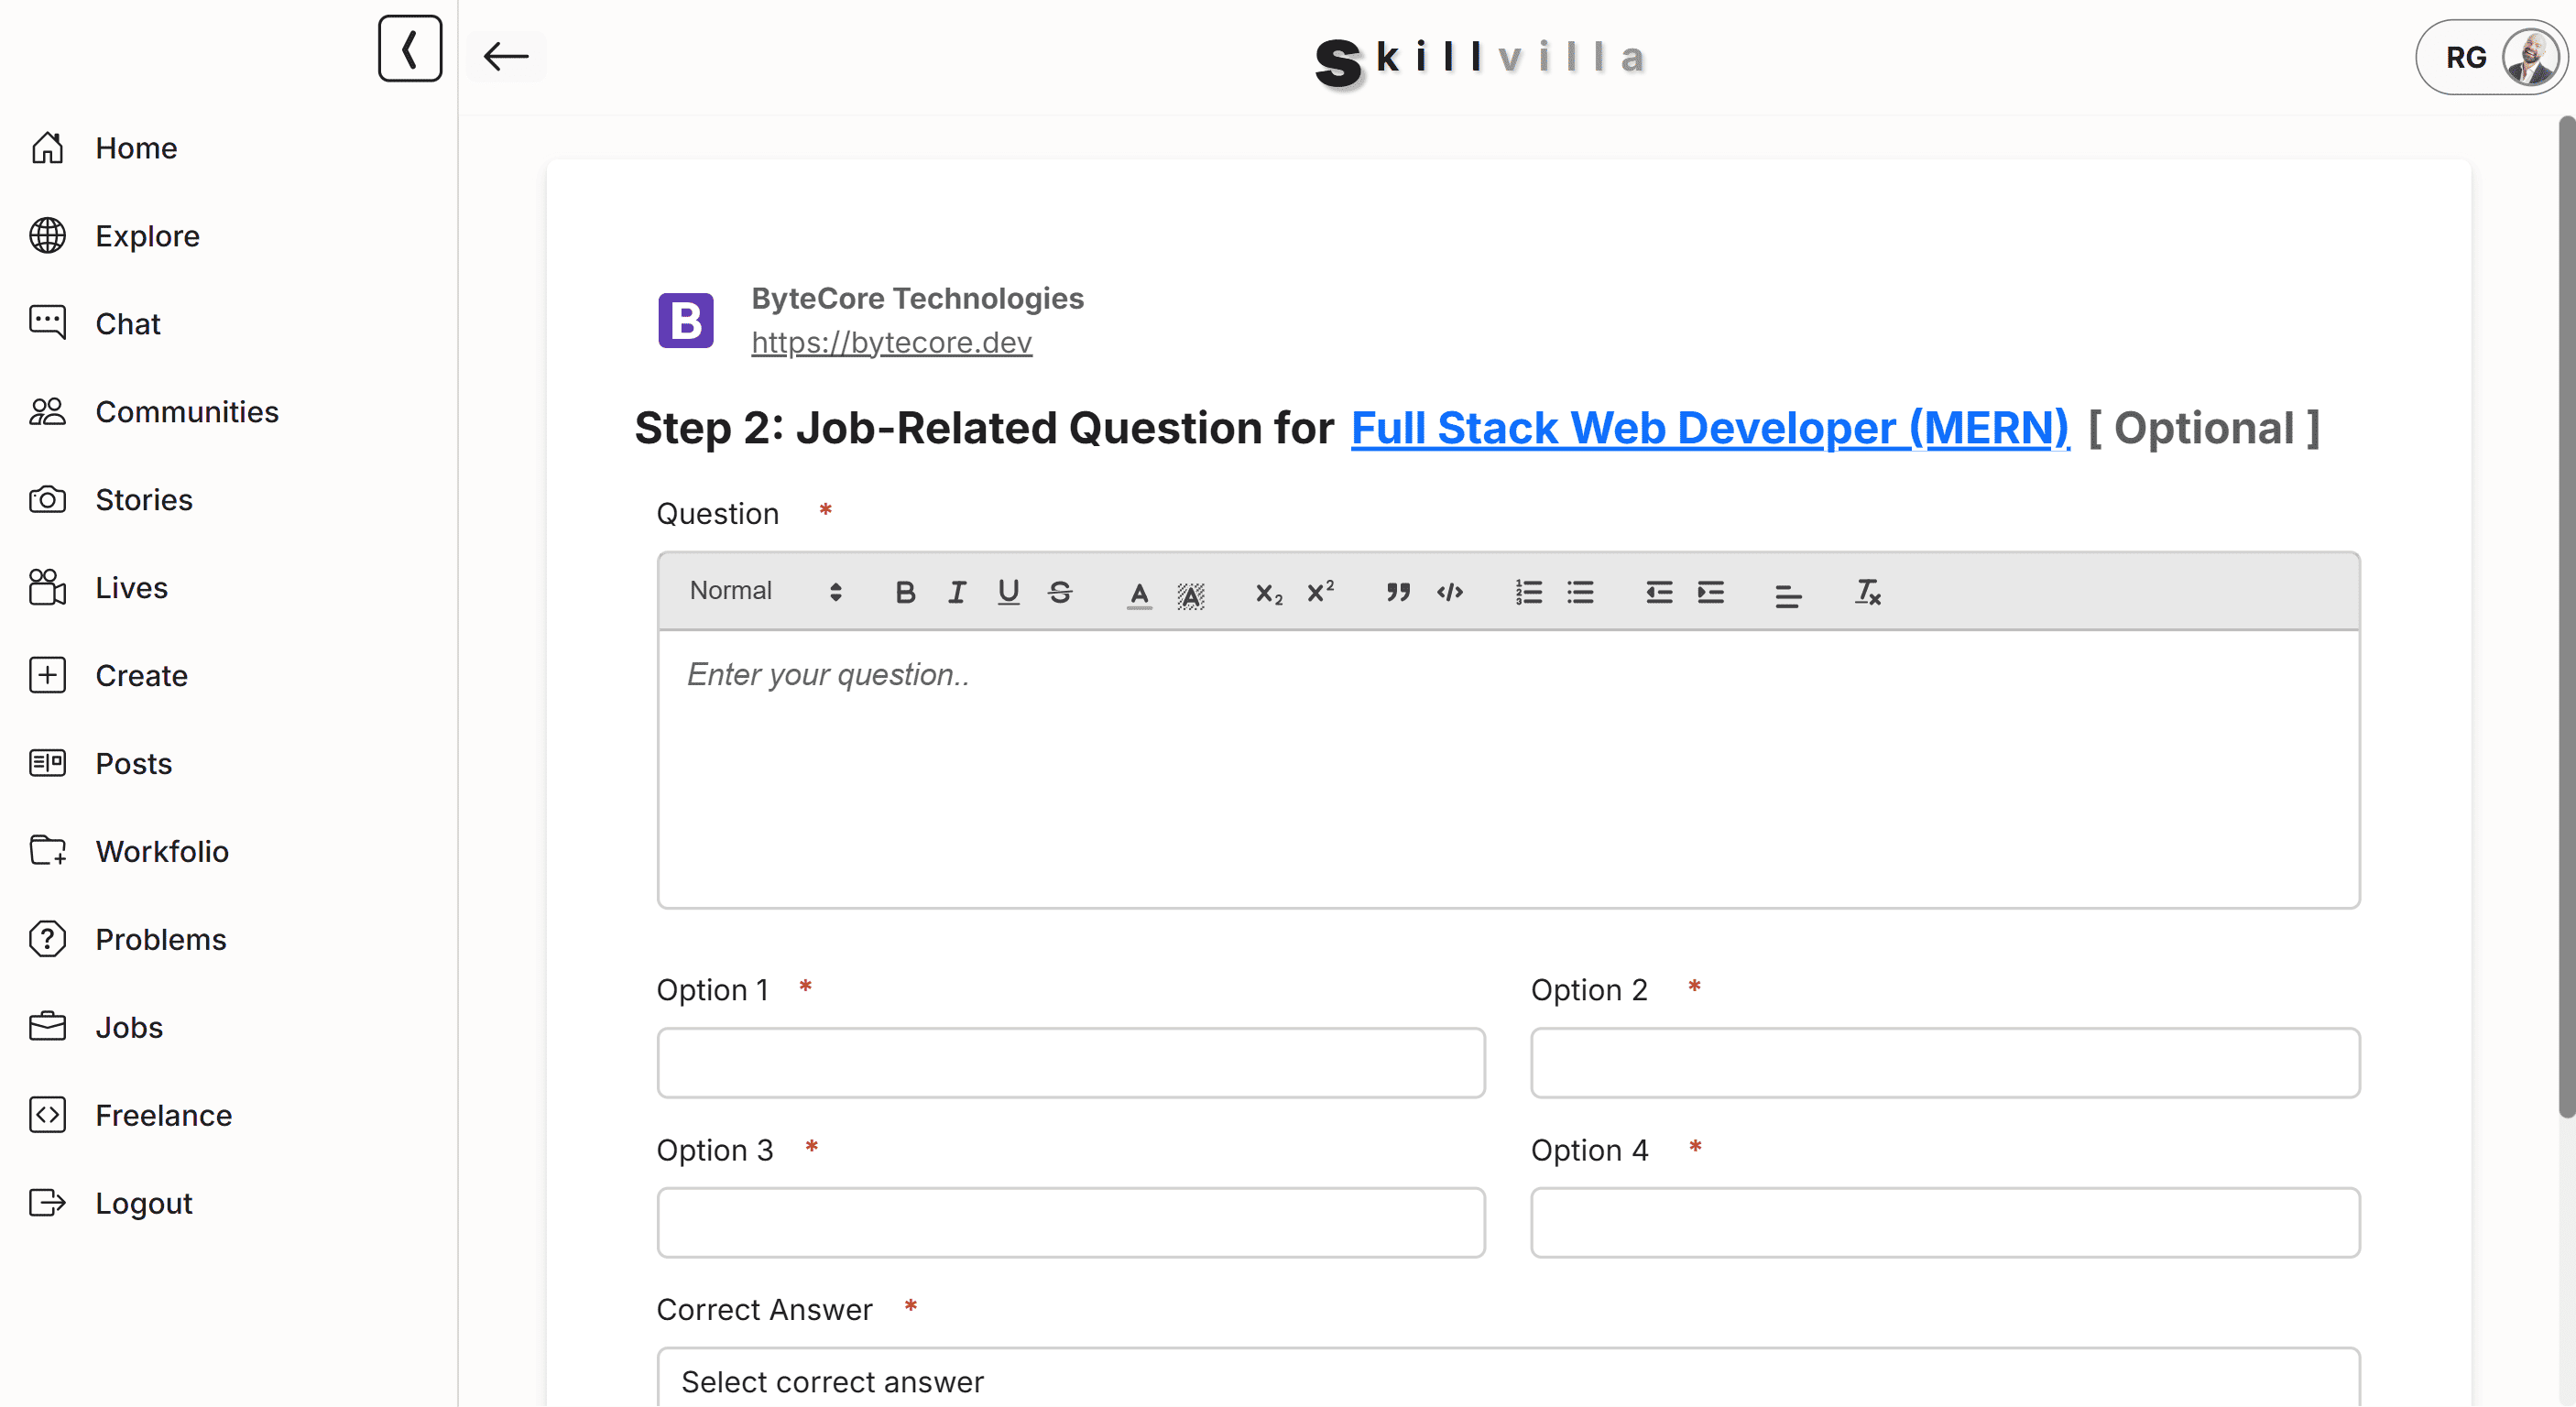 Skillvilla
RG
Home
Explore
Chat
Communities
Stories
Lives
Create
Posts
Workfolio
Problems
Jobs
Freelance
Logout
B
ByteCore Technologies
https://bytecore.dev
Step 2: Job-Related Question for Full Stack Web Developer (MERN) [ Optional ]
Question *
Normal
Enter your question..
Option 1 *
Option 2 *
Option 3 *
Option 4 *
Correct Answer *
Select correct answer